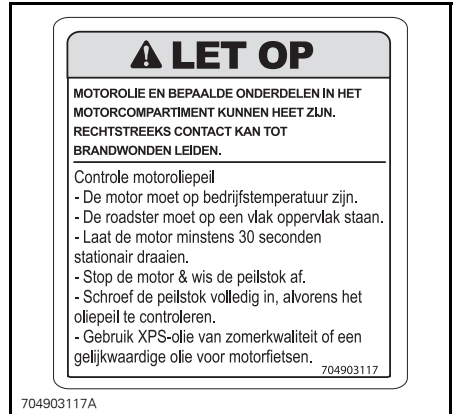 LET OP
MOTOROLIE EN BEPAALDE ONDERDELEN IN HET
MOTORCOMPARTIMENT KUNNEN HEET ZIJN.
RECHTSTREEKS CONTACT KAN TOT
BRANDWONDEN LEIDEN.
Controle motoroliepeil
- De motor moet op bedrijfstemperatuur zijn.
- De roadster moet op een vlak oppervlak staan.
- Laat de motor minstens 30 seconden
stationair draaien.
- Stop de motor & wis de peilstok af.
- Schroef de peilstok volledig in, alvorens het
oliepeil te controleren.
- Gebruik XPS-olie van zomerkwaliteit of een
gelijkwaardige olie voor motorfietsen.
704903117
704903117A